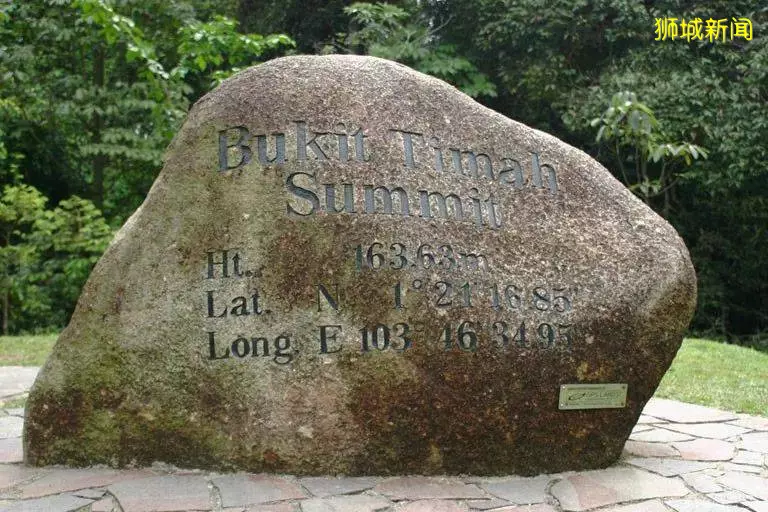 狮城新闻
Bukit Timah
Summit
Ht. 163.63.m
Lat. N 1° 21' 16 85"
Long. E 103° 46' 34 95"